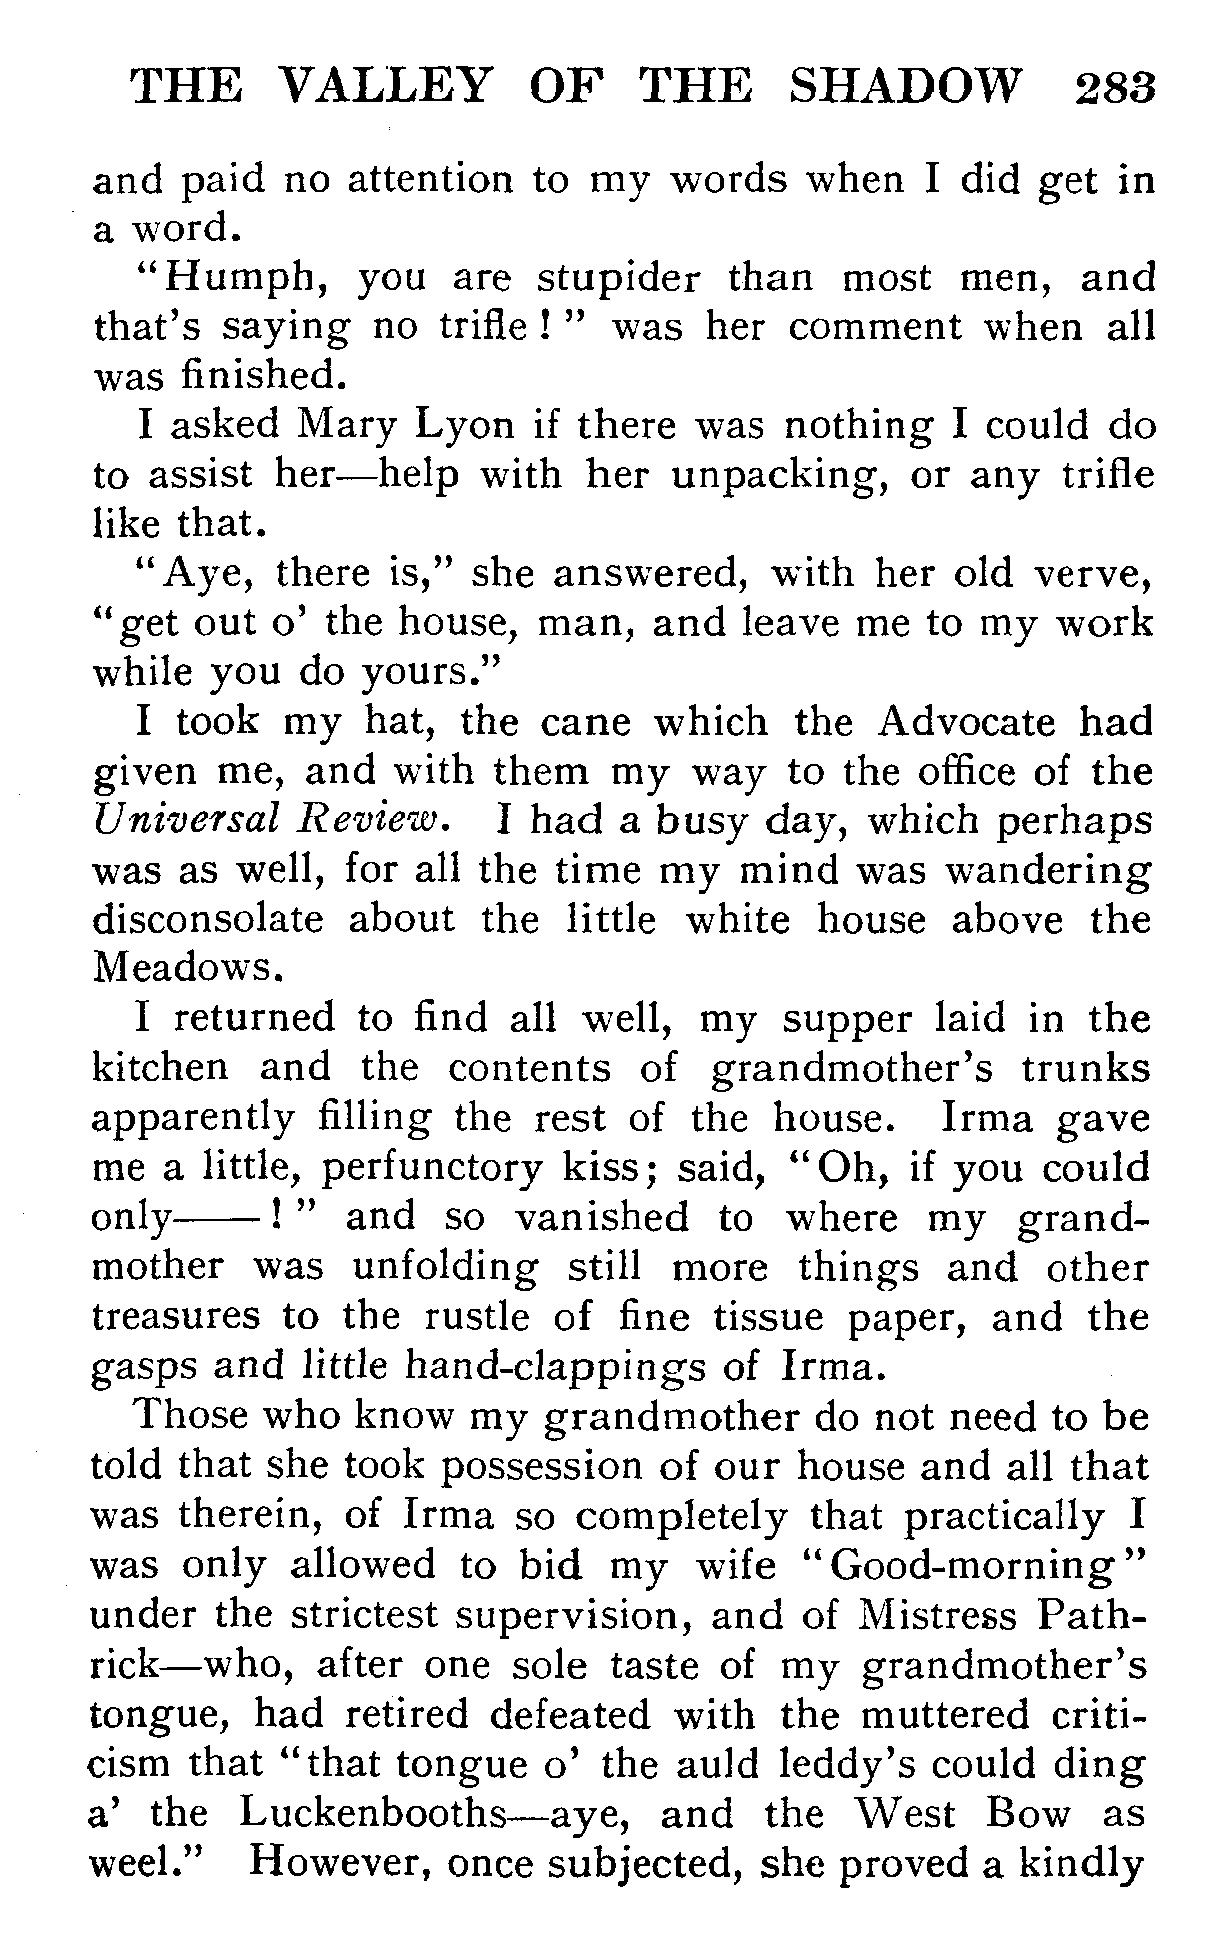 THE VALLEY OF THE SHADOW 283
and paid no attention to my words when I did get in
a word.
"Humph, you are stupider than most men, and
that's saying no trifle!" was her comment when all
was finished.
I asked Mary Lyon if there was nothing I could do
to assist her—help with her unpacking, or any trifle
like that.
"Aye, there is," she answered, with her old verve,
"get out o' the house, man, and leave me to my work
while you do yours."
I took my hat, the cane which the Advocate had
given me, and with them my way to the office of the
Universal Review. I had a busy day, which perhaps
was as well, for all the time my mind was wandering
disconsolate about the little white house above the
Meadows.
I returned to find all well, my supper laid in the
kitchen and the contents of grandmother's trunks
apparently filling the rest of the house. Irma gave
me a little, perfunctory kiss; said, "Oh, if you could
only——!" and so vanished to where my grand-
mother was unfolding still more things and other
treasures to the rustle of fine tissue paper, and the
gasps and little hand-clappings of Irma.
Those who know my grandmother do not need to be
told that she took possession of our house and all that
was therein, of Irma so completely that practically I
was only allowed to bid my wife "Good-morning"
under the strictest supervision, and of Mistress Path-
rick—who, after one sole taste of my grandmother's
tongue, had retired defeated with the muttered criti-
cism that "that tongue o' the auld leddy's could ding
a' the Luckenbooths—aye, and the West Bow as
weel." However, once subjected, she proved a kindly